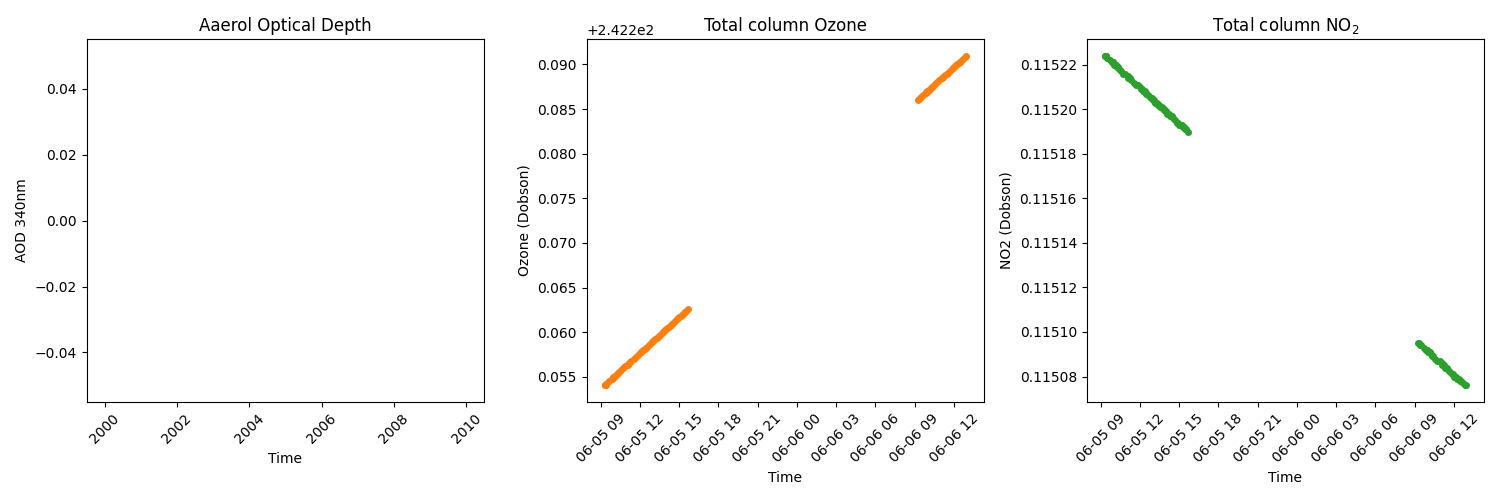 Aaerol Optical Depth
AOD 340nm
0.04
0.02
0.00
−0.02
−0.04
2000 2002 2004 2006 2008 2010
Time
Total column Ozone
+2.422e2
Ozone (Dobson)
0.090
0.085
0.080
0.075
0.070
0.065
0.060
0.055
06-05 09 06-05 12 06-05 15 06-05 18 06-05 21 06-06 00 06-06 03 06-06 06 06-06 09 06-06 12
Time
Total column NO₂
NO2 (Dobson)
0.11522
0.11520
0.11518
0.11516
0.11514
0.11512
0.11510
0.11508
06-05 09 06-05 12 06-05 15 06-05 18 06-05 21 06-06 00 06-06 03 06-06 06 06-06 09 06-06 12
Time